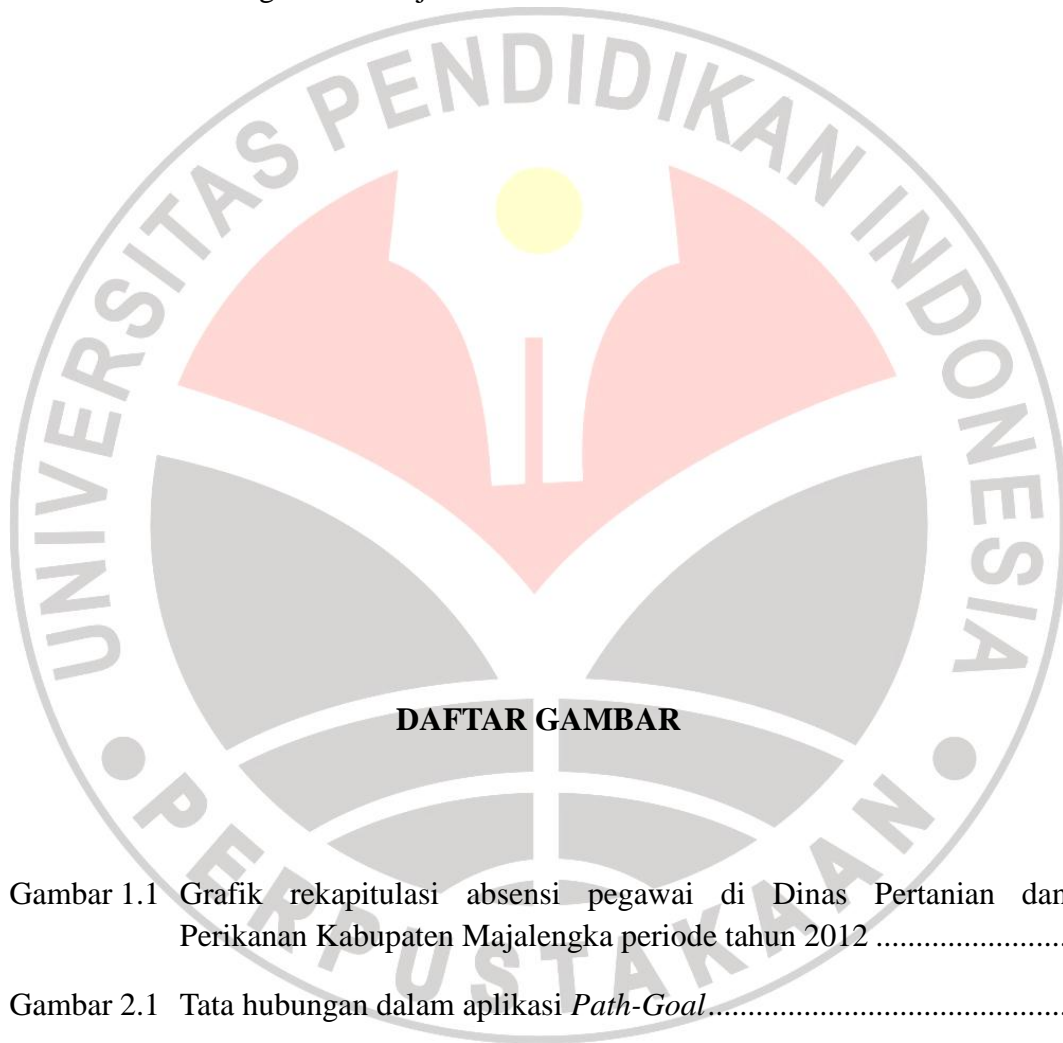 UNIVERSITAS PENDIDIKAN INDONESIA
DAFTAR GAMBAR
Gambar 1.1 Grafik rekapitulasi absensi pegawai di Dinas Pertanian dan
Perikanan Kabupaten Majalengka periode tahun 2012 ........................
Gambar 2.1 Tata hubungan dalam aplikasi Path-Goal............................................
PERPUSTAKAAN